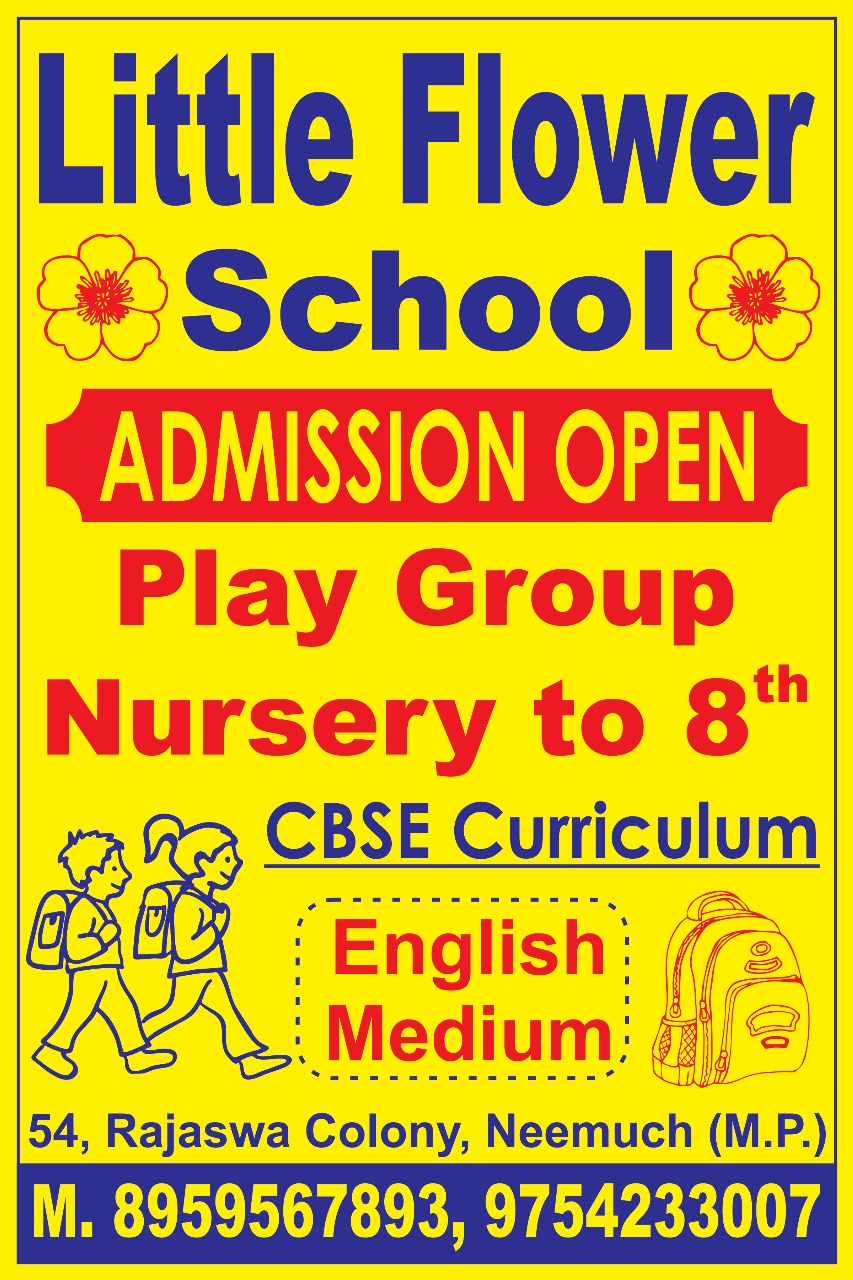 Little Flower
School
ADMISSION OPEN
Play Group
Nursery to 8th
CBSE Curriculum
English
Medium
54, Rajaswa Colony, Neemuch (M.P.)
M. 8959567893, 9754233007